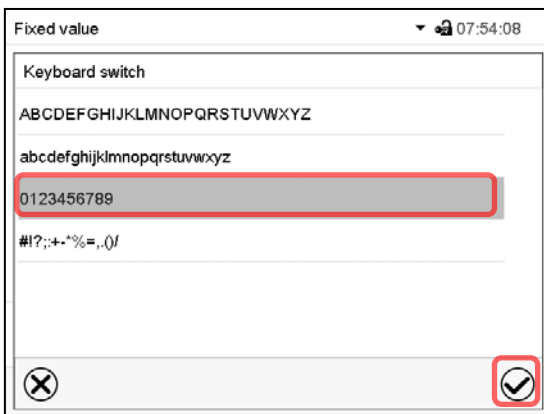 Fixed value 07:54:08
Keyboard switch
ABCDEFGHIJKLMNOPQRSTUVWXYZ
abcdefghijklmnopqrstuvwxyz
0123456789
#!?;:+-*%=,.()/